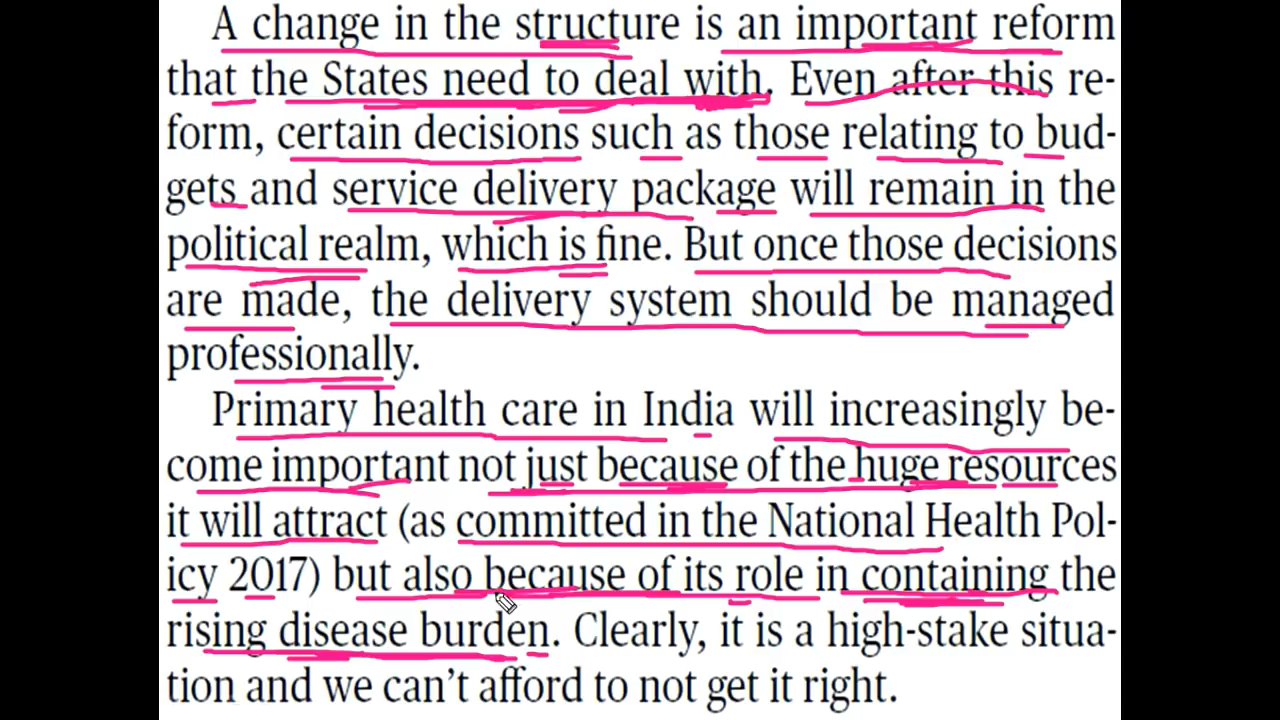 A change in the structure is an important reform
that the States need to deal with. Even after this re-
form, certain decisions such as those relating to bud-
gets and service delivery package will remain in the
political realm, which is fine. But once those decisions
are made, the delivery system should be managed
professionally.
Primary health care in India will increasingly be-
come important not just because of the huge resources
it will attract (as committed in the National Health Pol-
icy 2017) but also because of its role in containing the
rising disease burden. Clearly, it is a high-stake situa-
tion and we can't afford to not get it right.